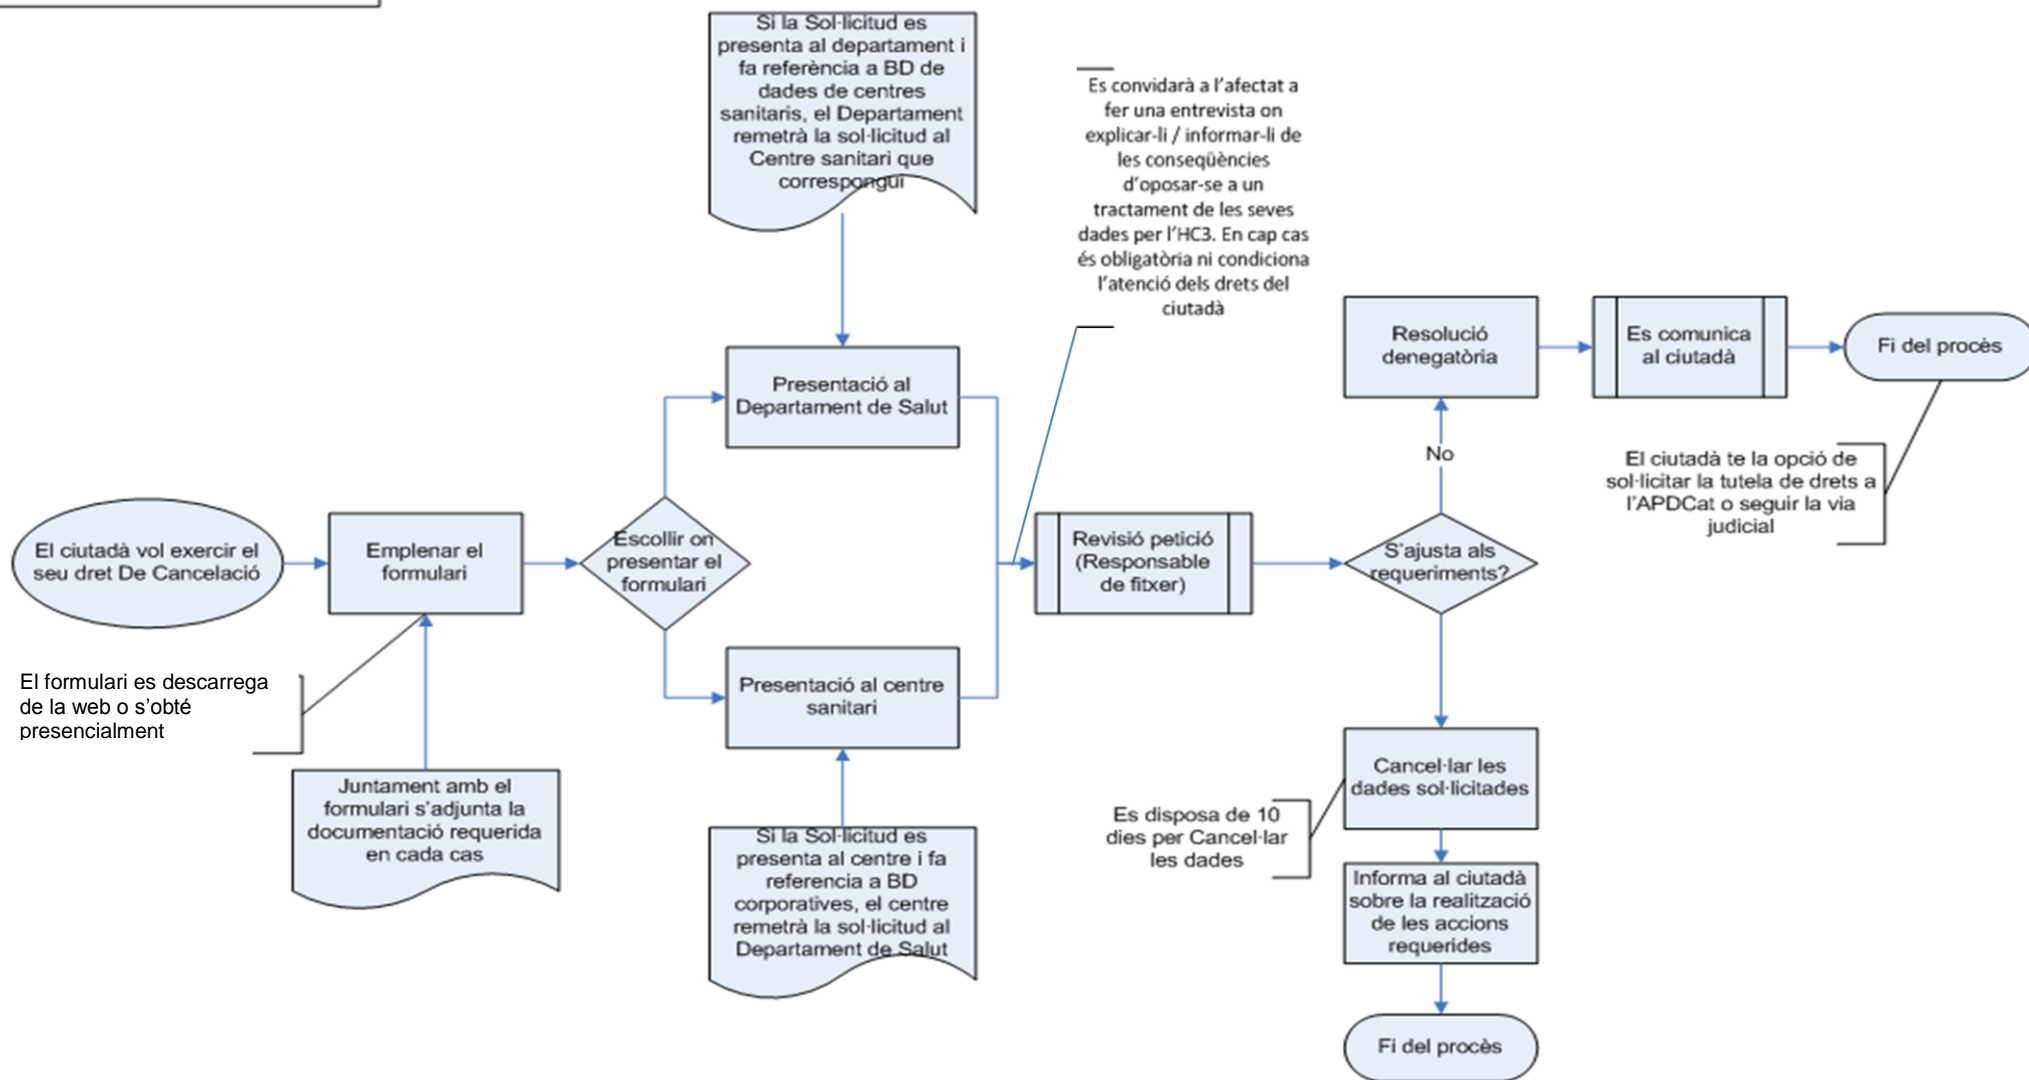 Si la Sol·licitud es
presenta al departament i
fa referència a BD de
dades de centres
sanitaris, el Departament
remetrà la sol·licitud al
Centre sanitari que
correspongui
Es convidarà a l'afectat a
fer una entrevista on
explicar-li / informar-li de
les conseqüències
d'oposar-se a un
tractament de les seves
dades per l'HC3. En cap cas
és obligatòria ni condiciona
l'atenció dels drets del
ciutadà
Presentació al
Departament de Salut
Resolució
denegatòria
Es comunica
al ciutadà
Fi del procès
No
El ciutadà te la opció de
sol·licitar la tutela de drets a
l'APDCat o seguir la via
judicial
El ciutadà vol exercir el
seu dret De Cancelació
Emplenar el
formulari
Escollir on
presentar el
formulari
Revisió petició
(Responsable
de fitxer)
S'ajusta als
requeriments?
El formulari es descarrega
de la web o s'obté
presencialment
Presentació al centre
sanitari
Juntament amb el
formulari s'adjunta la
documentació requerida
en cada cas
Si la Sol·licitud es
presenta al centre i fa
referencia a BD
corporatives, el centre
remetrà la sol·licitud al
Departament de Salut
Cancel·lar les
dades sol·licitades
Es disposa de 10
dies per Cancel·lar
les dades
Informa al ciutadà
sobre la realització
de les accions
requerides
Fi del procès